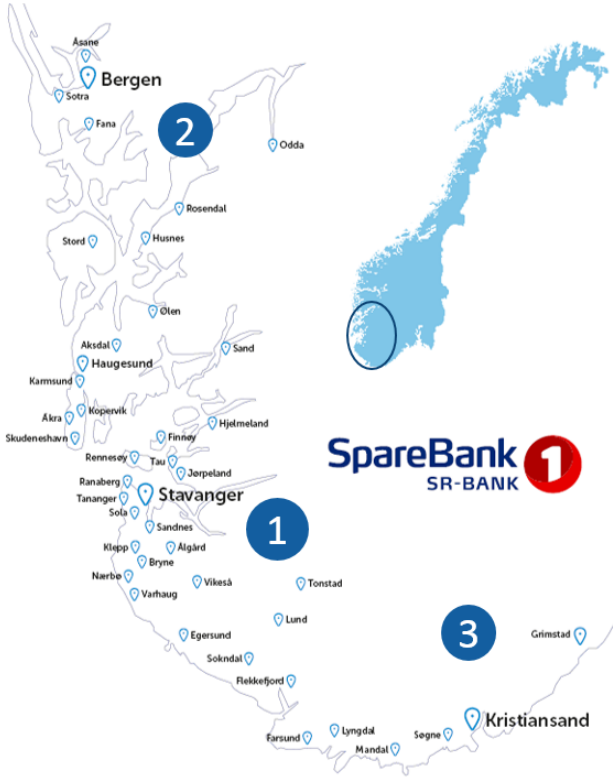 Åsane
Bergen
Sotra
Fana
2
Odda
Rosendal
Stord
Husnes
Ølen
Aksdal
Sand
Haugesund
Karmsund
Kopervik
Åkra
Hjelmeland
Skudeneshavn
Finnøy
Rennesøy
Tau
Jørpeland
SpareBank 1
SR-BANK
Ranaberg
Stavanger
Tananger
Sola
Sandnes
1
Klepp
Ålgård
Bryne
Nærbø
Vikeså
Tonstad
Varhaug
Lund
3
Egersund
Grimstad
Sokndal
Flekkefjord
Kristiansand
Lyngdal
Søgne
Farsund
Mandal